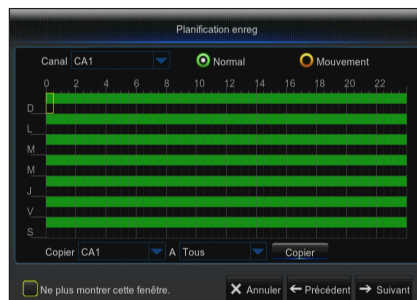 Planification enreg
Canal CA1 Normal Mouvement
0 2 4 6 8 10 12 14 16 18 20 22
D
L
M
M
J
V
S
Copier CA1 A Tous Copier
Ne plus montrer cette fenêtre. Annuler Précédent Suivant